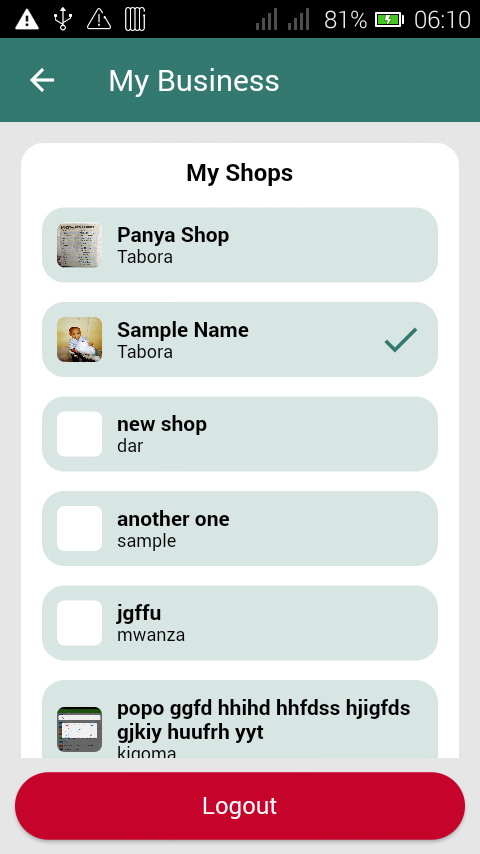 81% 06:10
My Business
My Shops
Panya Shop
Tabora
Sample Name
Tabora
new shop
dar
another one
sample
jgffu
mwanza
popo ggfd hhihd hhfdss hjigfds
gjkiy huufrh yyt
kigoma
Logout